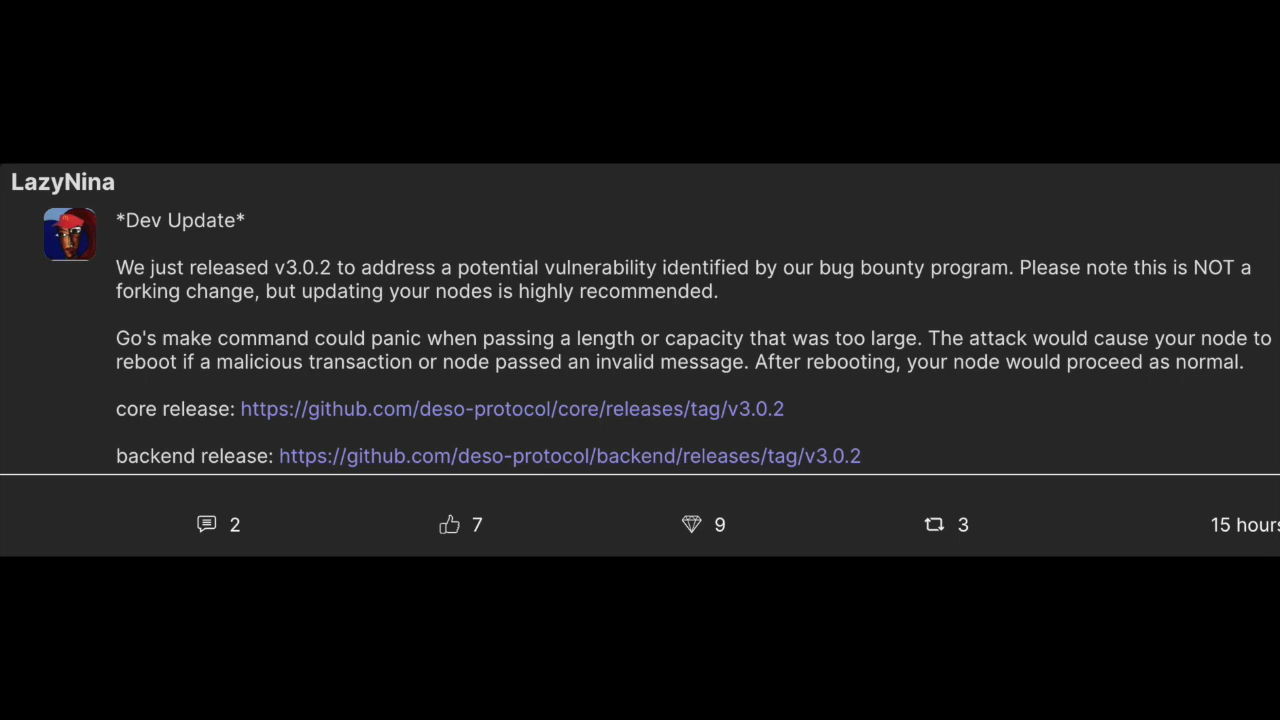 LazyNina
*Dev Update*
We just released v3.0.2 to address a potential vulnerability identified by our bug bounty program. Please note this is NOT a
forking change, but updating your nodes is highly recommended.
Go's make command could panic when passing a length or capacity that was too large. The attack would cause your node to
reboot if a malicious transaction or node passed an invalid message. After rebooting, your node would proceed as normal.
core release: https://github.com/deso-protocol/core/releases/tag/v3.0.2
backend release: https://github.com/deso-protocol/backend/releases/tag/v3.0.2
2 7 9 3 15 hours